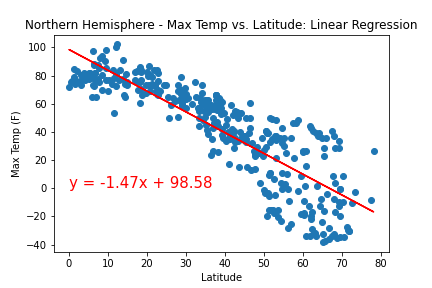 Northern Hemisphere - Max Temp vs. Latitude: Linear Regression
100
80
60
40
20
0
−20
−40
Max Temp (F)
y = -1.47x + 98.58
0 10 20 30 40 50 60 70 80
Latitude